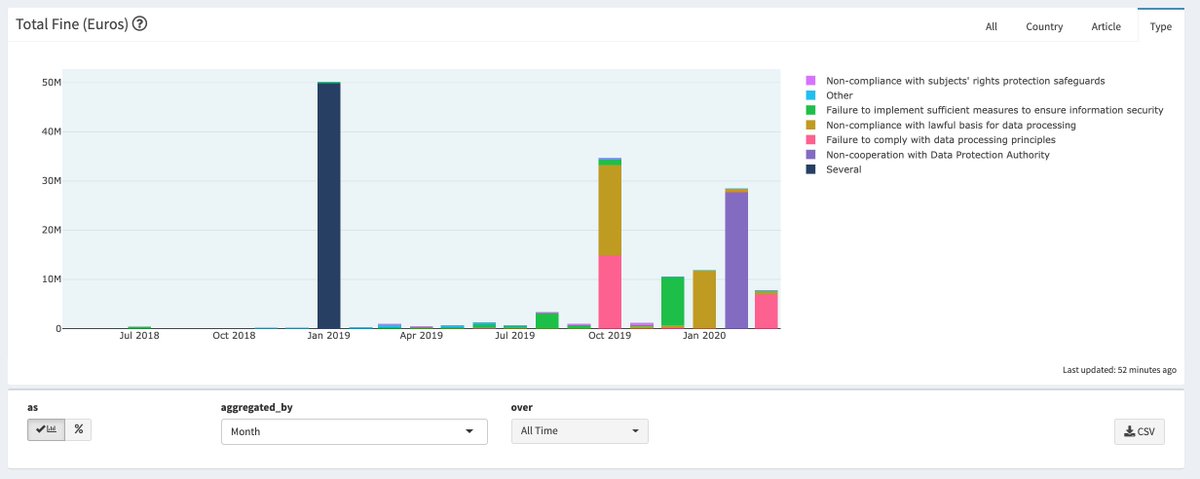 Total Fine (Euros) ?
All Country Article Type
50M
40M
30M
20M
10M
0
Jul 2018 Oct 2018 Jan 2019 Apr 2019 Jul 2019 Oct 2019 Jan 2020
Non-compliance with subjects' rights protection safeguards
Other
Failure to implement sufficient measures to ensure information security
Non-compliance with lawful basis for data processing
Failure to comply with data processing principles
Non-cooperation with Data Protection Authority
Several
Last updated: 52 minutes ago
as aggregated_by over
% Month All Time CSV